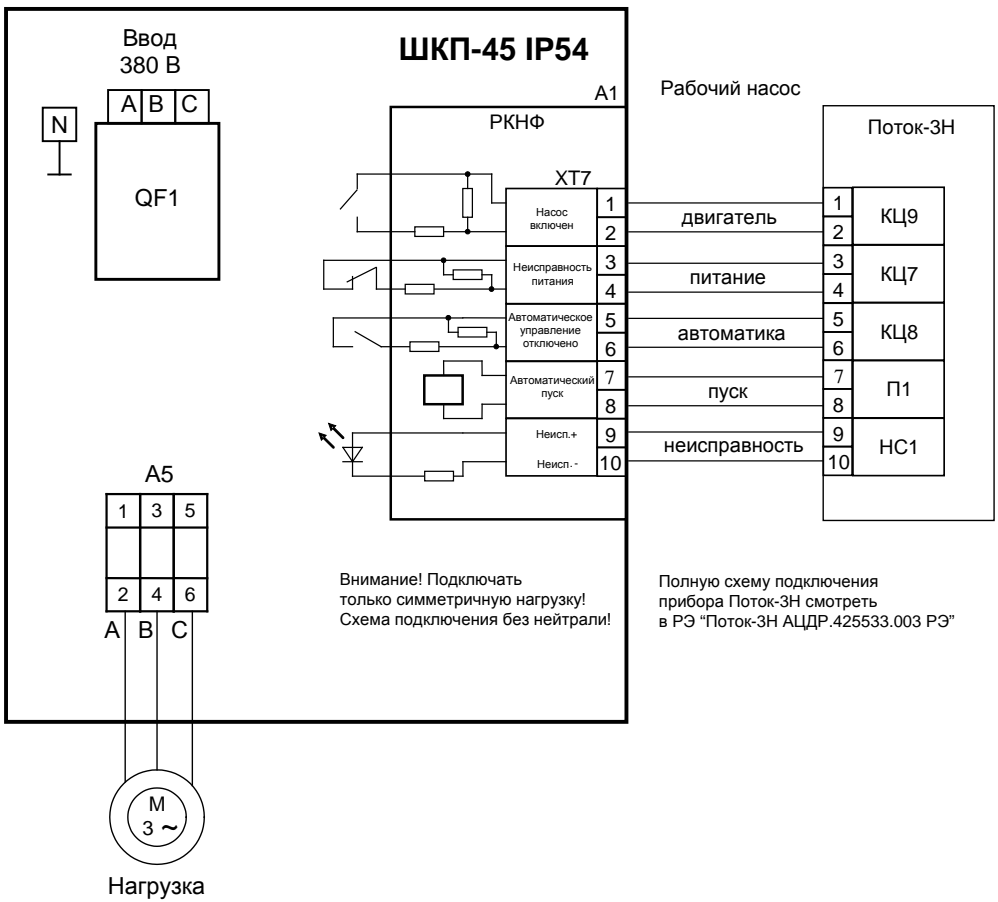 Ввод
380 В
ШКП-45 IP54
A B C
N
QF1
A1
РКНФ
XT7
Насос
включен
1
2
Неисправность
питания
3
4
Автоматическое
управление
отключено
5
6
Автоматический
пуск
7
8
Неисп.+
9
Неисп.-
10
Рабочий насос
двигатель
питание
автоматика
пуск
неисправность
Поток-3Н
1
2
КЦ9
3
4
КЦ7
5
6
КЦ8
7
8
П1
9
10
НС1
A5
1 3 5
2 4 6
A B C
M
3 ~
Нагрузка
Внимание! Подключать
только симметричную нагрузку!
Схема подключения без нейтрали!
Полную схему подключения
прибора Поток-3Н смотреть
в РЭ “Поток-3Н АЦДР.425533.003 РЭ”